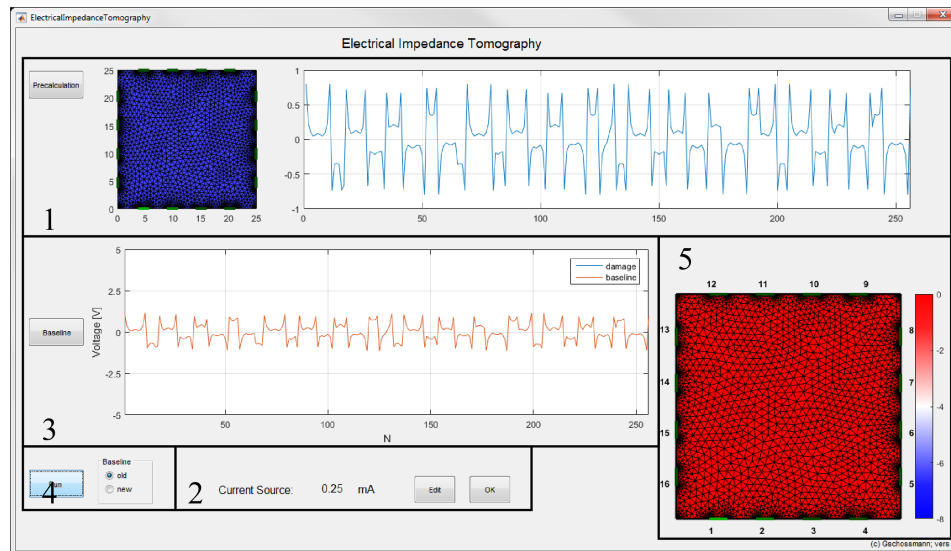 ElectricalImpedanceTomography
Electrical Impedance Tomography
Precalculation
25
20
15
10
5
0
0 5 10 15 20 25
1
0.5
0
-0.5
-1
0 50 100 150 200 250
1
Baseline
5
2.5
0
-2.5
-5
Voltage [V]
50 100 150 200 250
N
damage
baseline
3
Run
4
Baseline
old
new
2
Current Source: 0.25 mA
Edit
OK
5
12 11 10 9
13
14
15
16
8
7
6
5
1 2 3 4
0
-2
-4
-6
-8
(c) Gschossmann; vers